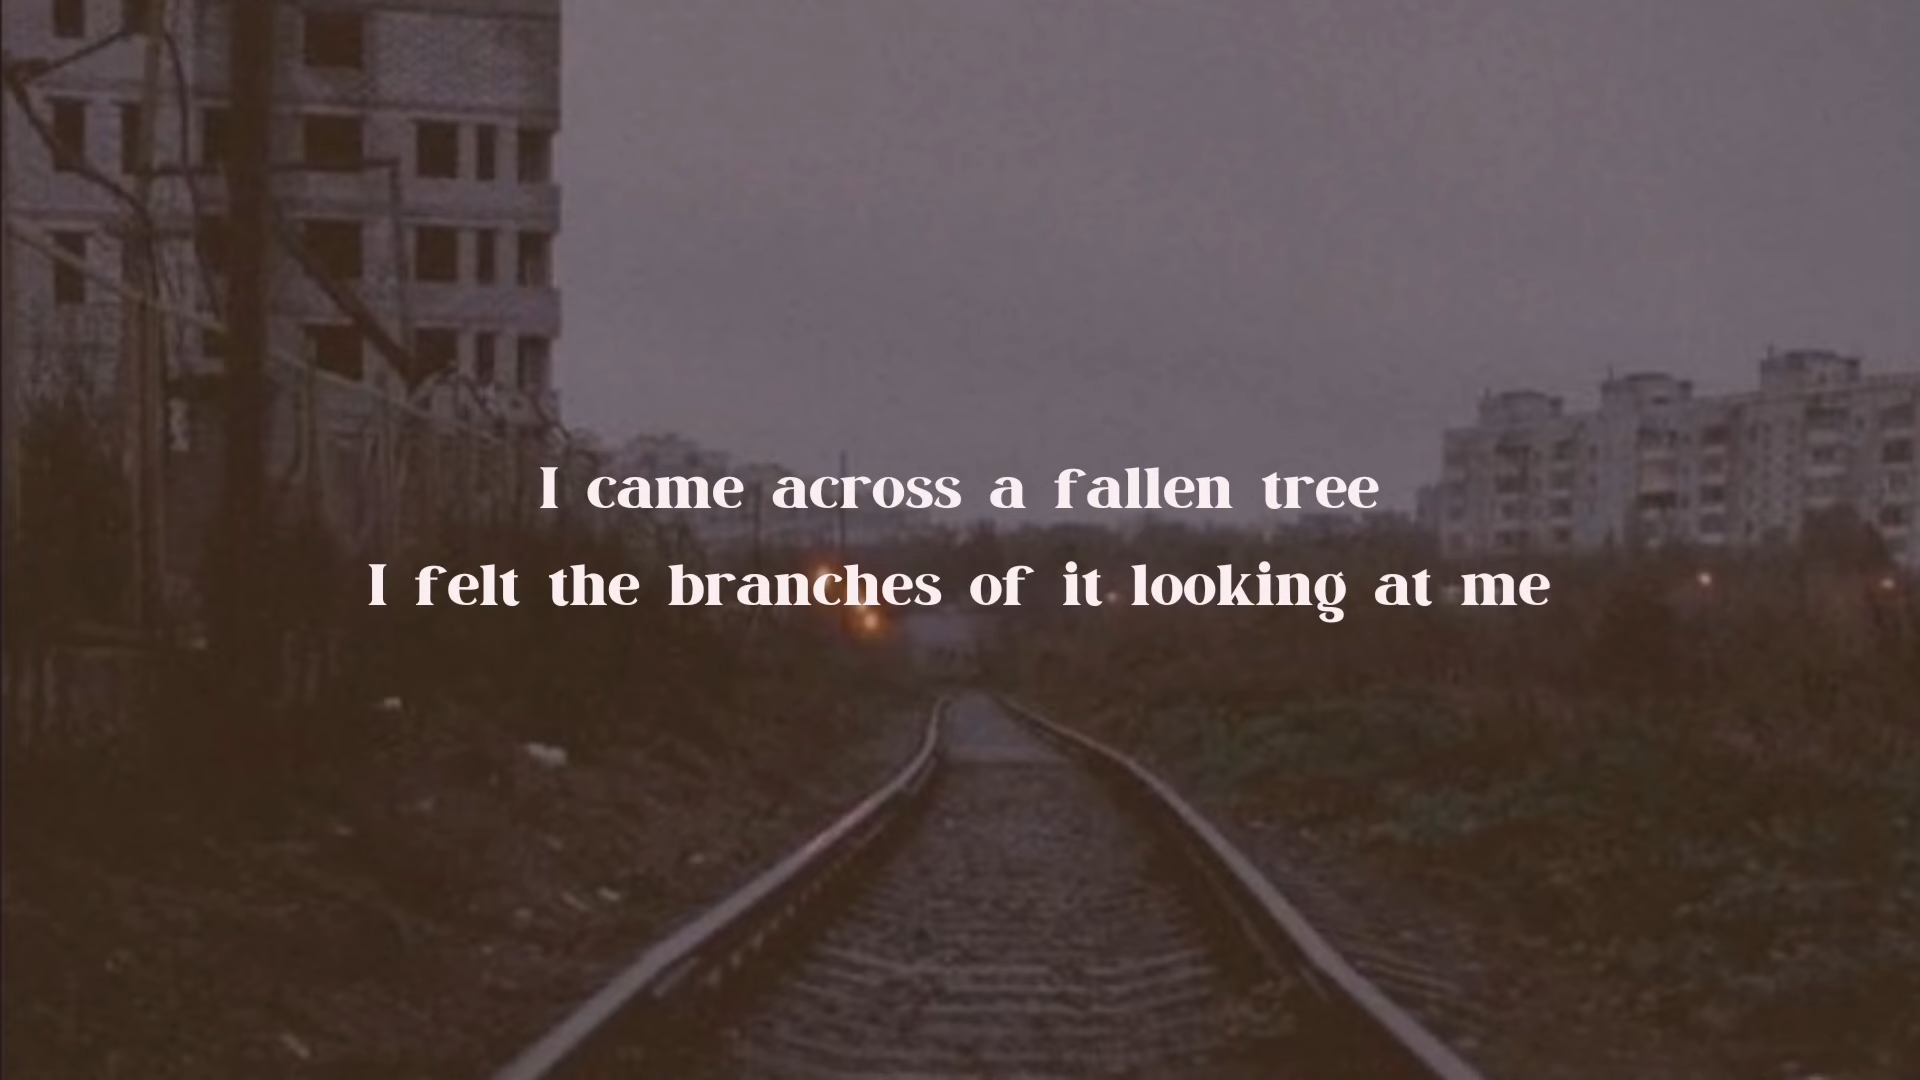 I came across a fallen tree
I felt the branches of it looking at me